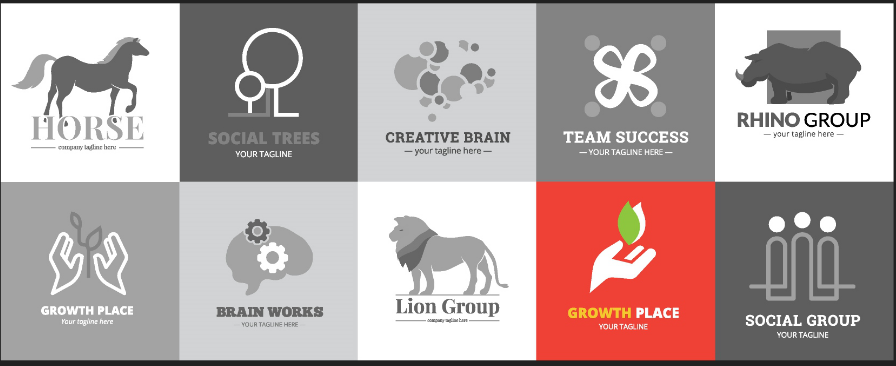 HORSE
company tagline here
SOCIAL TREES
YOUR TAGLINE
CREATIVE BRAIN
— your tagline here —
TEAM SUCCESS
— YOUR TAGLINE HERE —
RHINO GROUP
— your tagline here —
GROWTH PLACE
Your tagline here
BRAIN WORKS
YOUR TAGLINE HERE
Lion Group
company tagline here
GROWTH PLACE
YOUR TAGLINE
SOCIAL GROUP
YOUR TAGLINE